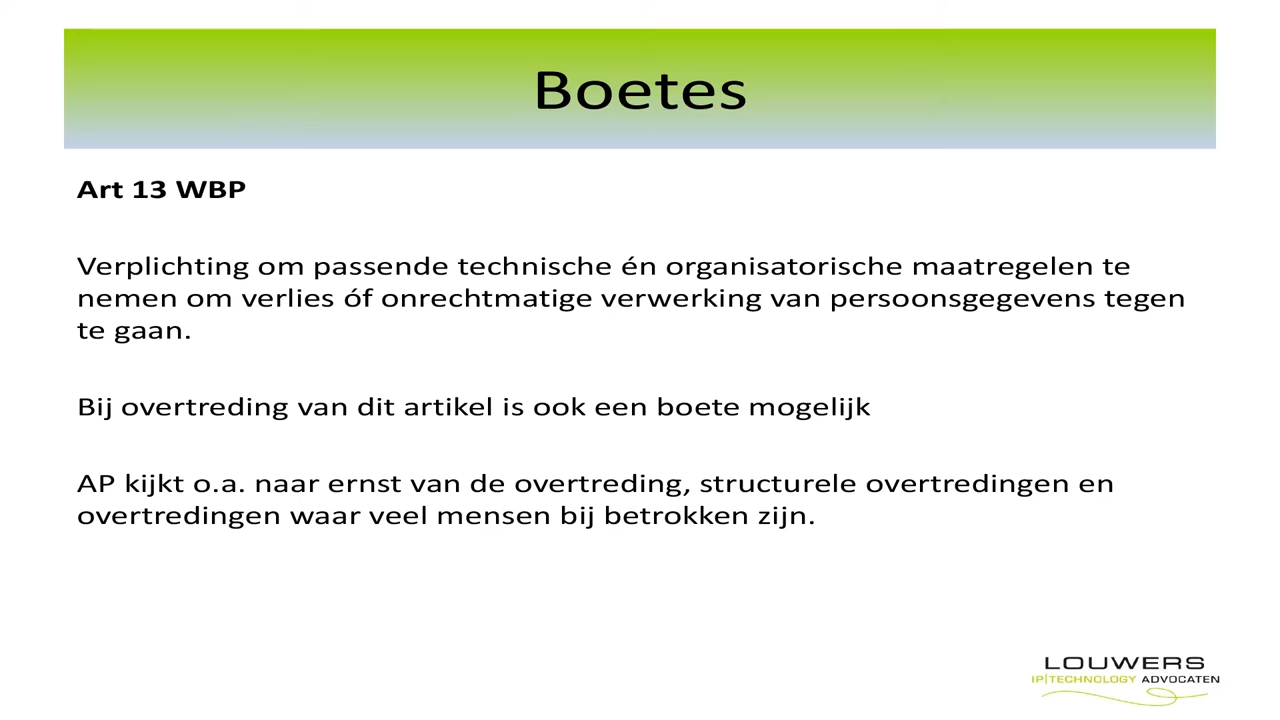 Boetes
Art 13 WBP
Verplichting om passende technische én organisatorische maatregelen te
nemen om verlies óf onrechtmatige verwerking van persoonsgegevens tegen
te gaan.
Bij overtreding van dit artikel is ook een boete mogelijk
AP kijkt o.a. naar ernst van de overtreding, structurele overtredingen en
overtredingen waar veel mensen bij betrokken zijn.
LOUWERS
IP|TECHNOLOGY ADVOCATEN